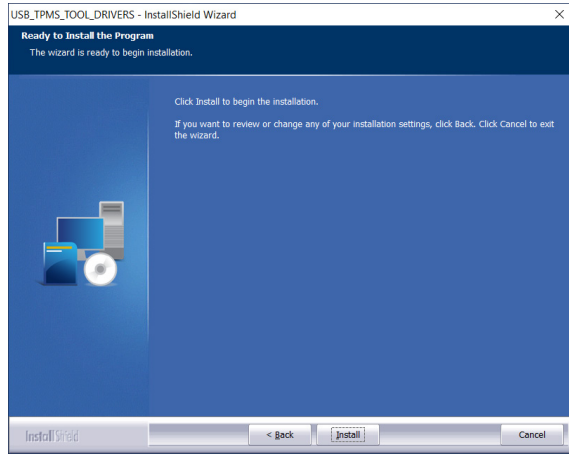 USB_TPMS_TOOL_DRIVERS - InstallShield Wizard
Ready to Install the Program
The wizard is ready to begin installation.
Click Install to begin the installation.
If you want to review or change any of your installation settings, click Back. Click Cancel to exit
the wizard.
InstallShield
< Back
Install
Cancel